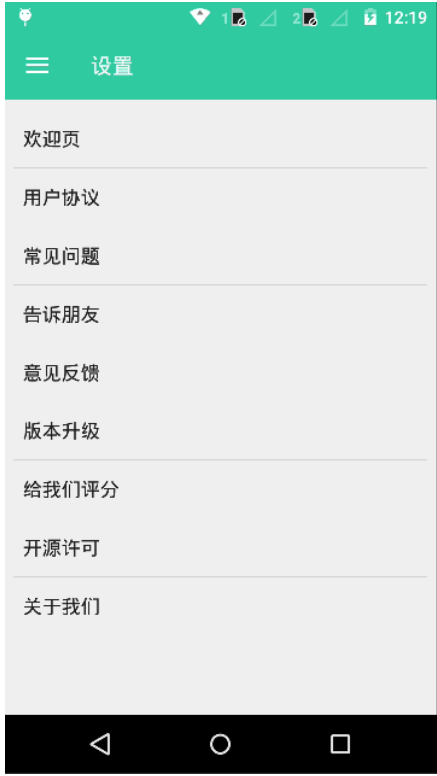 1 2 12:19
设置
欢迎页
用户协议
常见问题
告诉朋友
意见反馈
版本升级
给我们评分
开源许可
关于我们